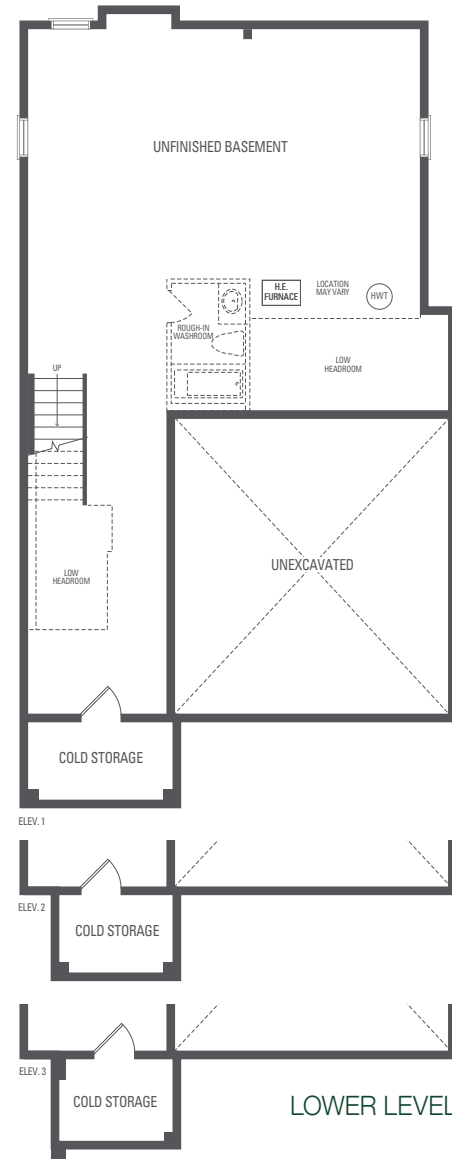 UNFINISHED BASEMENT
H.E.
FURNACE
LOCATION
MAY VARY
HWT
ROUGH-IN
WASHROOM
LOW
HEADROOM
UP
UNEXCAVATED
LOW
HEADROOM
COLD STORAGE
ELEV. 1
ELEV. 2
COLD STORAGE
ELEV. 3
COLD STORAGE
LOWER LEVEL